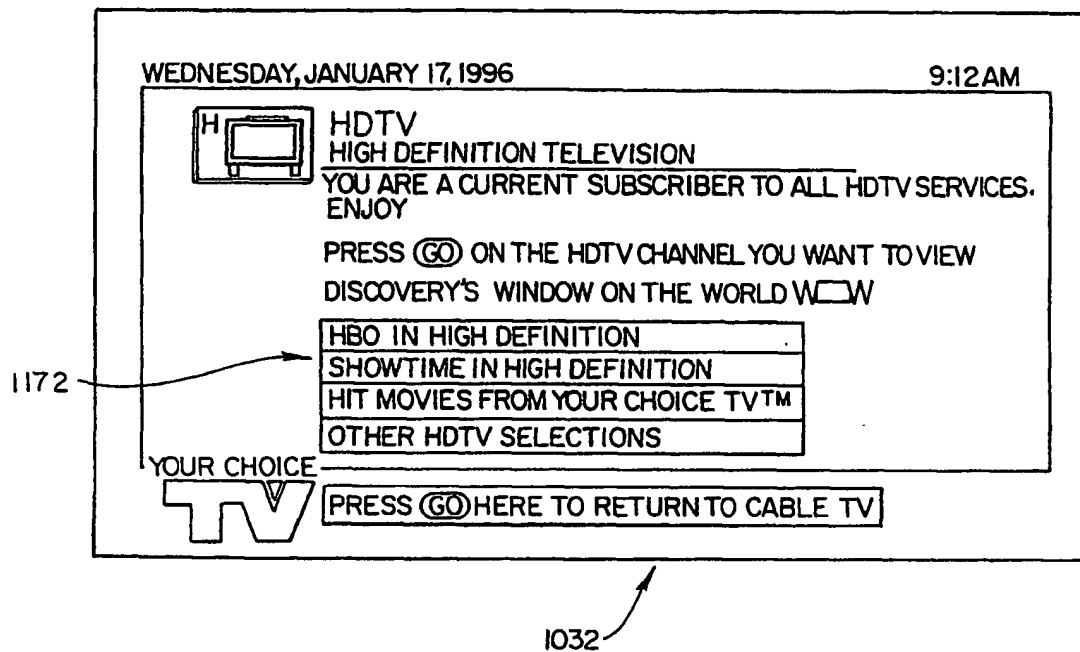 WEDNESDAY, JANUARY 17, 1996 9:12AM
H
HDTV
HIGH DEFINITION TELEVISION
YOU ARE A CURRENT SUBSCRIBER TO ALL HDTV SERVICES.
ENJOY
PRESS GO ON THE HDTV CHANNEL YOU WANT TO VIEW
DISCOVERY'S WINDOW ON THE WORLD WOW
HBO IN HIGH DEFINITION
SHOWTIME IN HIGH DEFINITION
1172
HIT MOVIES FROM YOUR CHOICE TV™
OTHER HDTV SELECTIONS
YOUR CHOICE
TV
PRESS GO HERE TO RETURN TO CABLE TV
1032